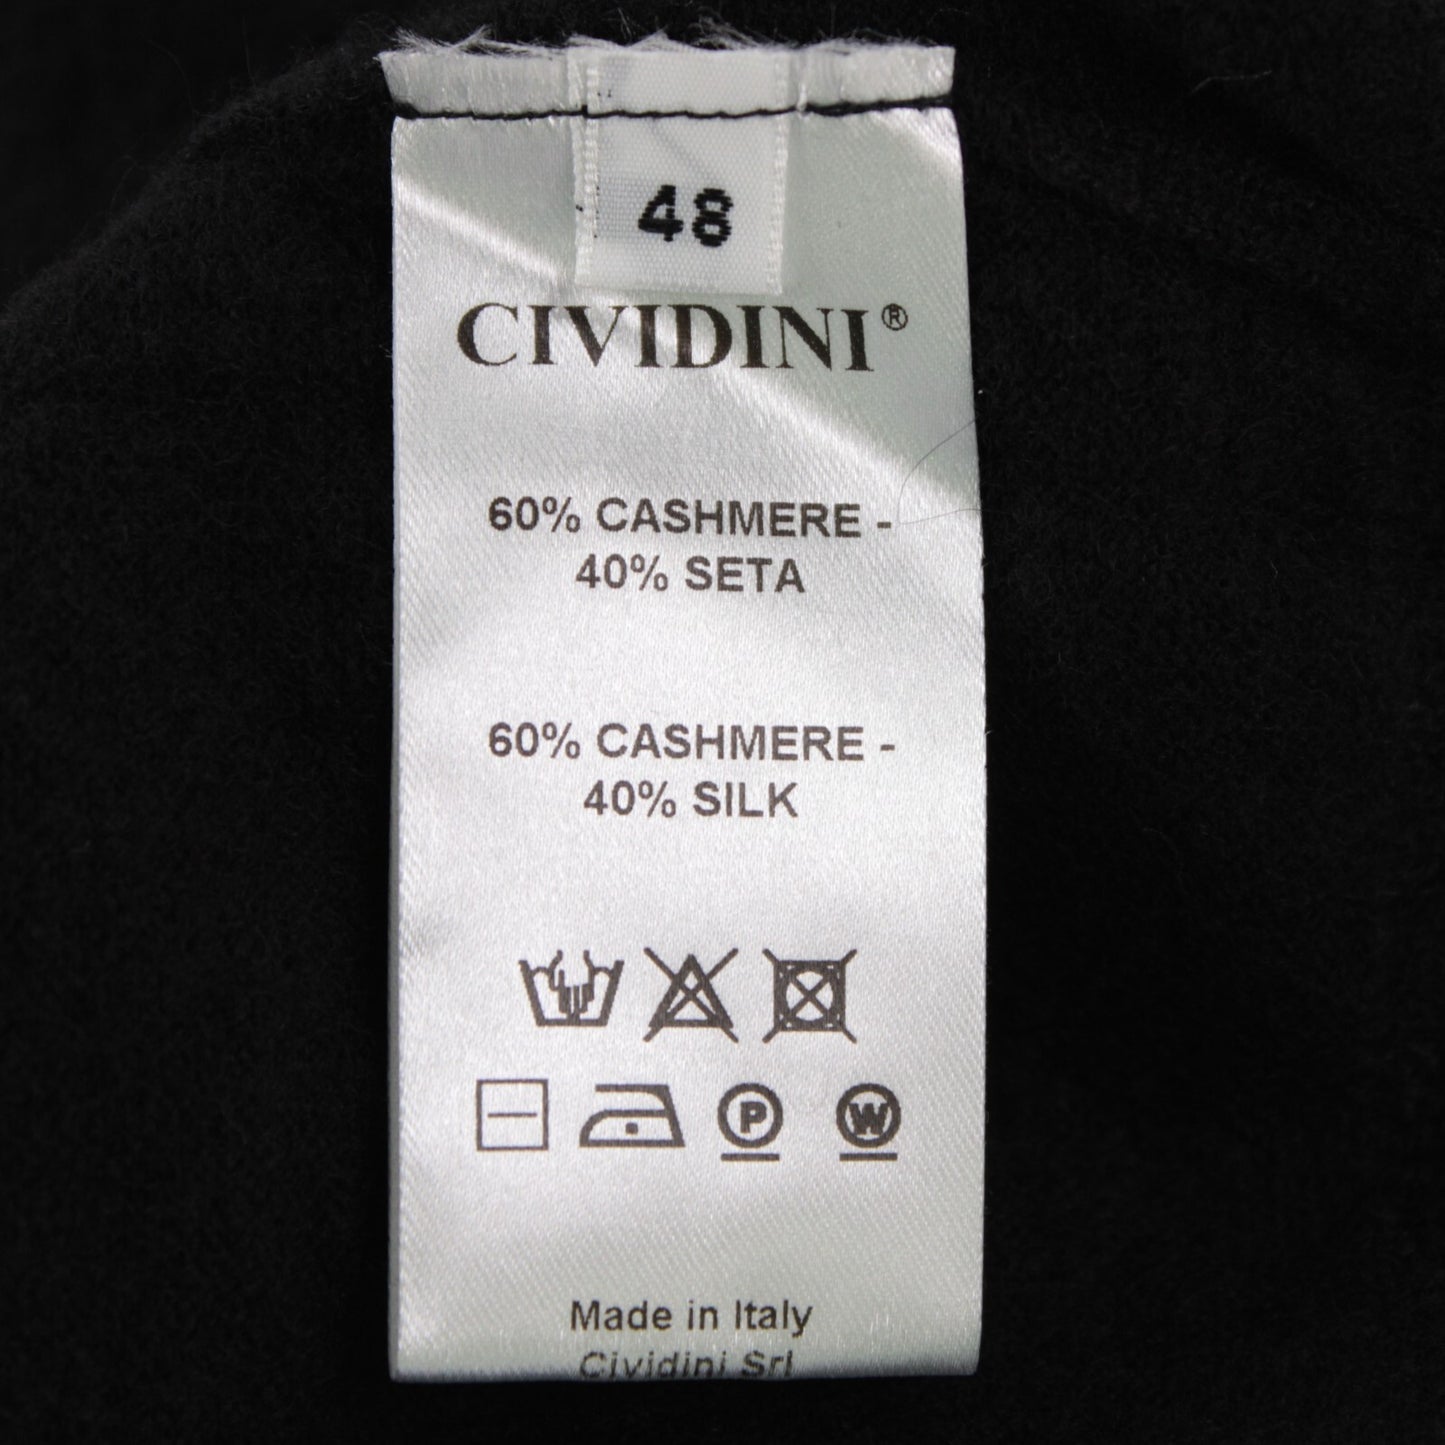 48
CIVIDINI®
60% CASHMERE -
40% SETA
60% CASHMERE -
40% SILK
P W
Made in Italy
Cividini Srl